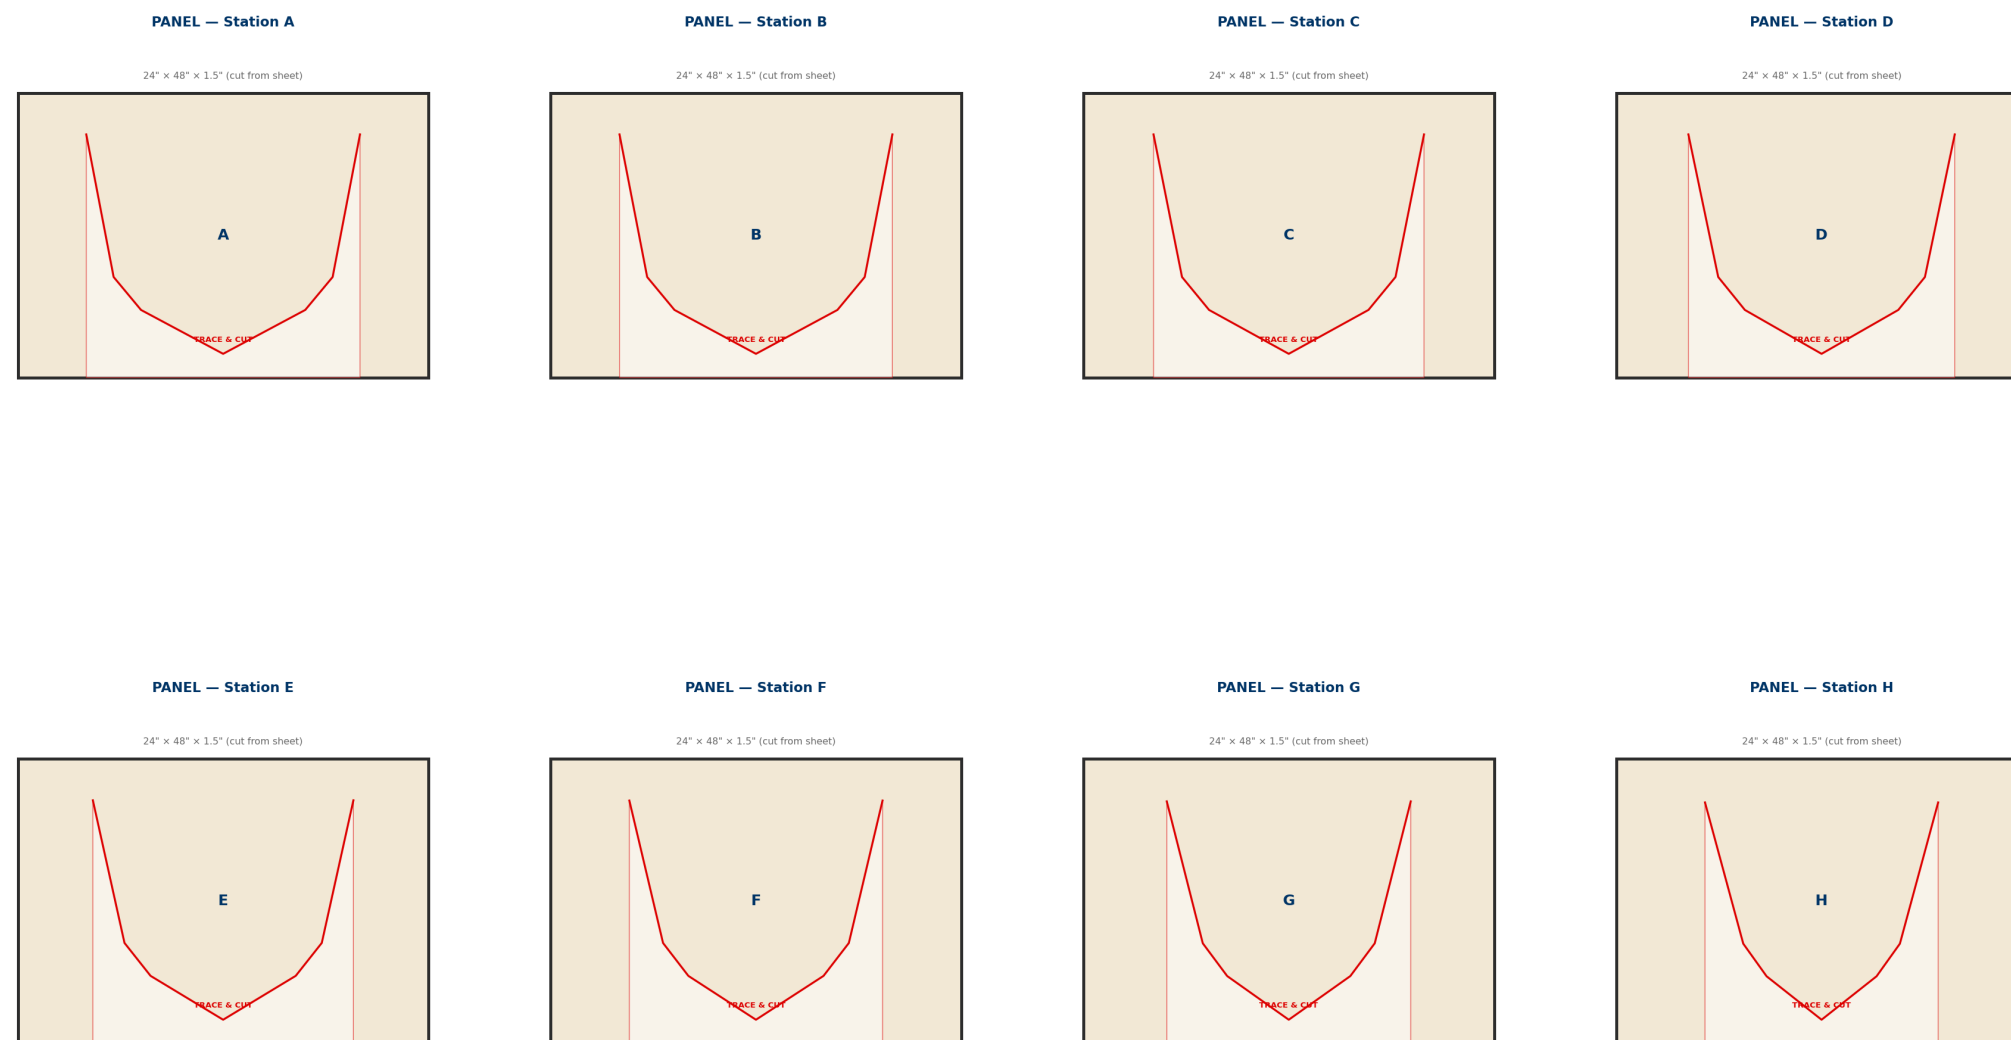 PANEL — Station A
PANEL — Station B
PANEL — Station C
PANEL — Station D
24" × 48" × 1.5" (cut from sheet)
24" × 48" × 1.5" (cut from sheet)
24" × 48" × 1.5" (cut from sheet)
24" × 48" × 1.5" (cut from sheet)
A
B
C
D
TRACE & CUT
TRACE & CUT
TRACE & CUT
TRACE & CUT
PANEL — Station E
PANEL — Station F
PANEL — Station G
PANEL — Station H
24" × 48" × 1.5" (cut from sheet)
24" × 48" × 1.5" (cut from sheet)
24" × 48" × 1.5" (cut from sheet)
24" × 48" × 1.5" (cut from sheet)
E
F
G
H
TRACE & CUT
TRACE & CUT
TRACE & CUT
TRACE & CUT